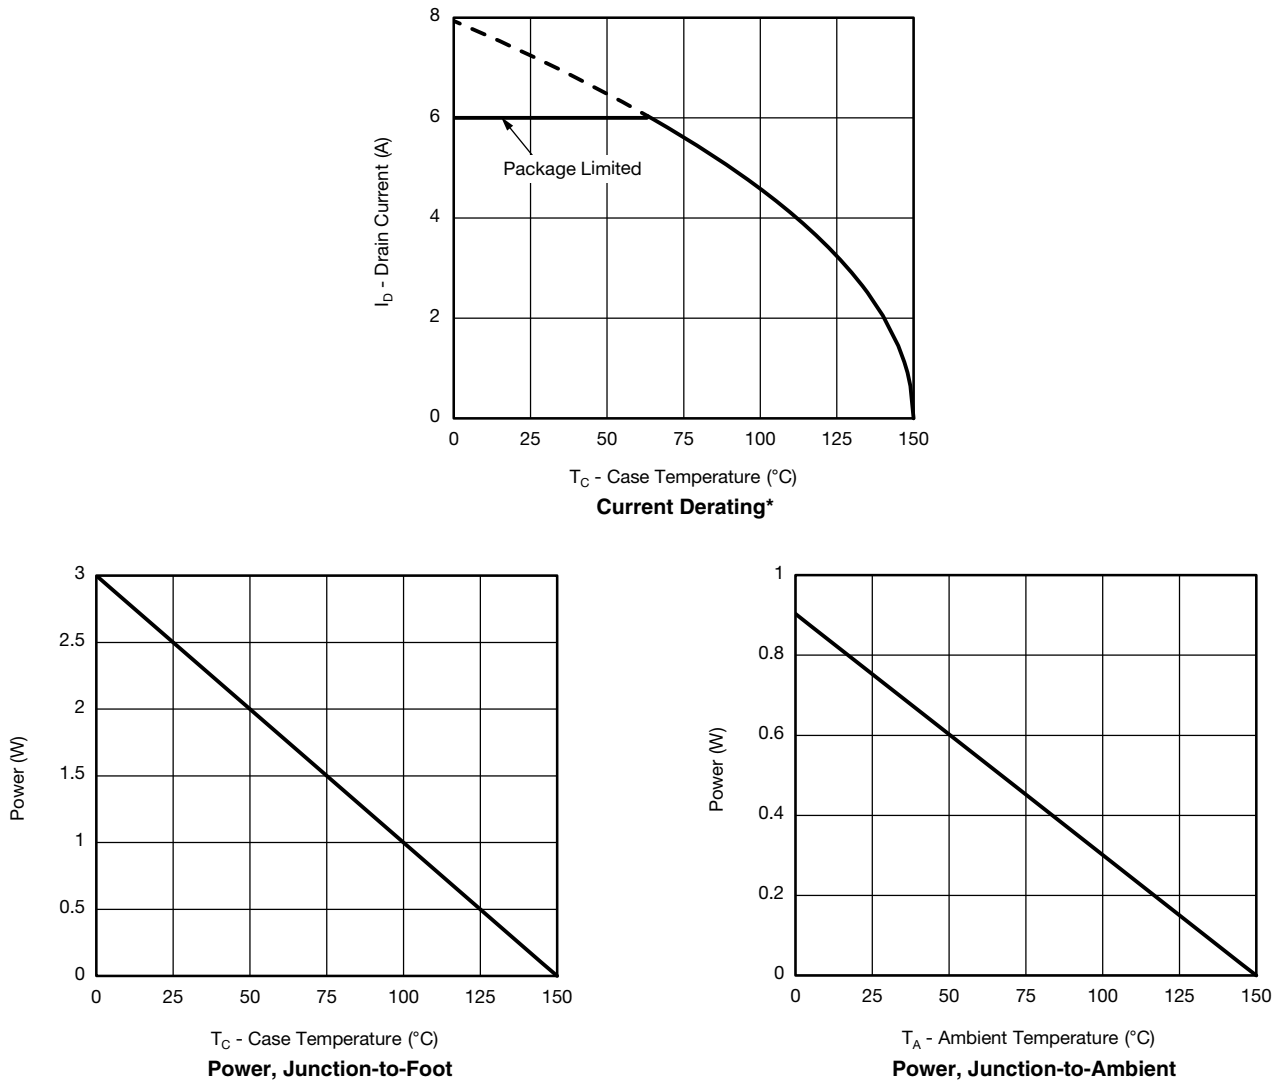 8
6
4
2
0
I_D - Drain Current (A)
Package Limited
0 25 50 75 100 125 150
T_C - Case Temperature (°C)
Current Derating*
3
2.5
2
1.5
1
0.5
0
Power (W)
0 25 50 75 100 125 150
T_C - Case Temperature (°C)
Power, Junction-to-Foot
1
0.8
0.6
0.4
0.2
0
Power (W)
0 25 50 75 100 125 150
T_A - Ambient Temperature (°C)
Power, Junction-to-Ambient